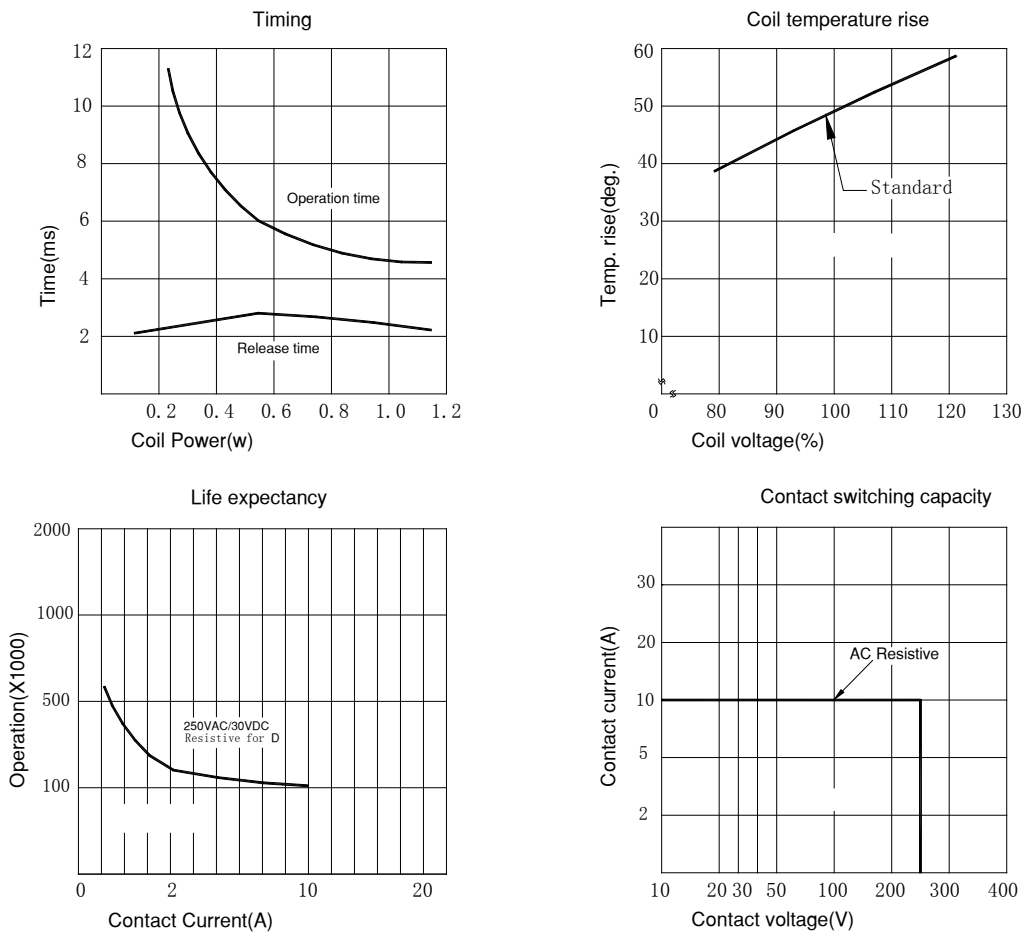 Timing
12
10
8
6
4
2
Time(ms)
Operation time
Release time
0.2 0.4 0.6 0.8 1.0 1.2
Coil Power(w)
Coil temperature rise
60
50
40
30
20
10
Temp. rise(deg.)
Standard
0 80 90 100 110 120 130
Coil voltage(%)
Life expectancy
2000
1000
500
100
Operation(X1000)
250VAC/30VDC
Resistive for D
0 2 10 20
Contact Current(A)
Contact switching capacity
30
20
10
5
2
Contact current(A)
AC Resistive
10 20 30 50 100 200 300 400
Contact voltage(V)